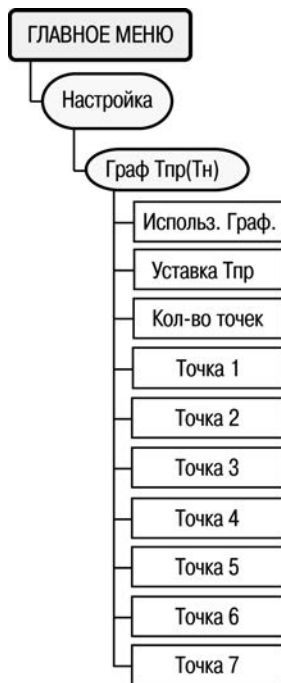 ГЛАВНОЕ МЕНЮ
Настройка
Граф Тпр(Тн)
Использ. Граф.
Уставка Тпр
Кол-во точек
Точка 1
Точка 2
Точка 3
Точка 4
Точка 5
Точка 6
Точка 7